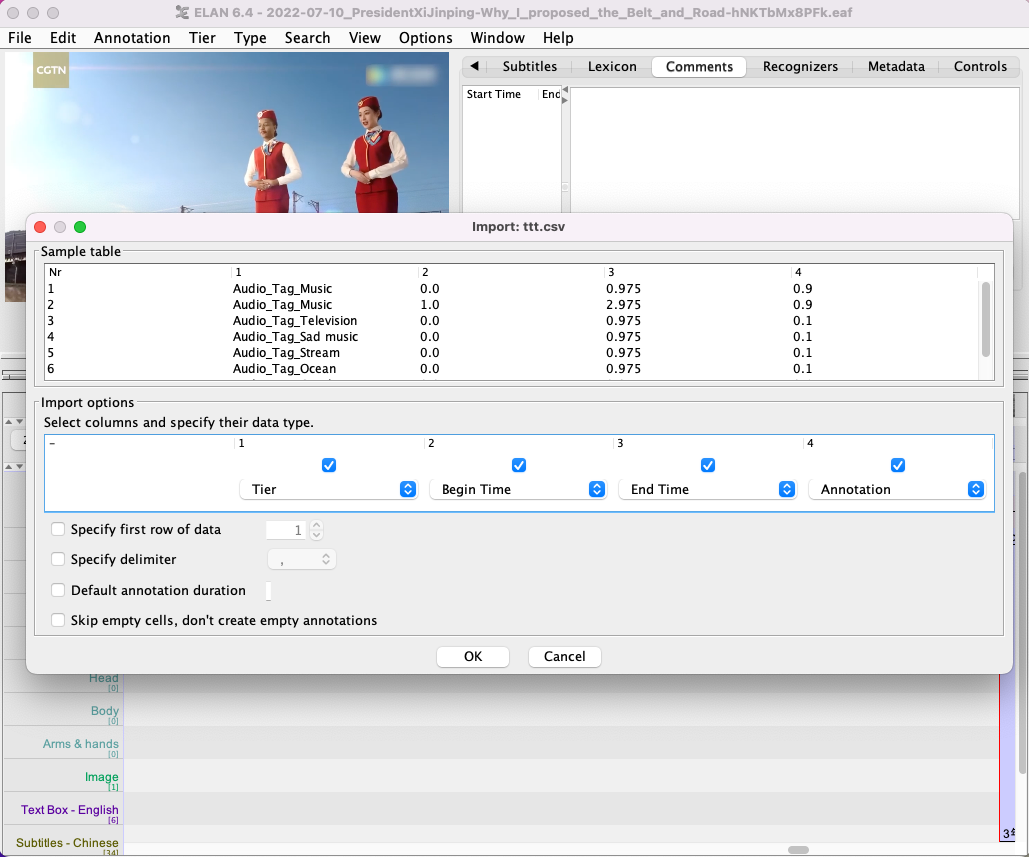 ELAN 6.4 - 2022-07-10_PresidentXiJinping-Why_I_proposed_the_Belt_and_Road-hNKTbMx8PFk.eaf
File Edit Annotation Tier Type Search View Options Window Help
CGTN
Subtitles Lexicon Comments Recognizers Metadata Controls
Start Time End
Import: ttt.csv
Sample table
Nr 1 2 3 4
1 Audio_Tag_Music 0.0 0.975 0.9
2 Audio_Tag_Music 1.0 2.975 0.9
3 Audio_Tag_Television 0.0 0.975 0.1
4 Audio_Tag_Sad music 0.0 0.975 0.1
5 Audio_Tag_Stream 0.0 0.975 0.1
6 Audio_Tag_Ocean 0.0 0.975 0.1
Import options
Select columns and specify their data type.
- 1 2 3 4
Tier Begin Time End Time Annotation
Specify first row of data 1
Specify delimiter ,
Default annotation duration
Skip empty cells, don't create empty annotations
OK Cancel
Head
[0]
Body
[0]
Arms & hands
[0]
Image
[1]
Text Box - English
[6]
Subtitles - Chinese
[34]